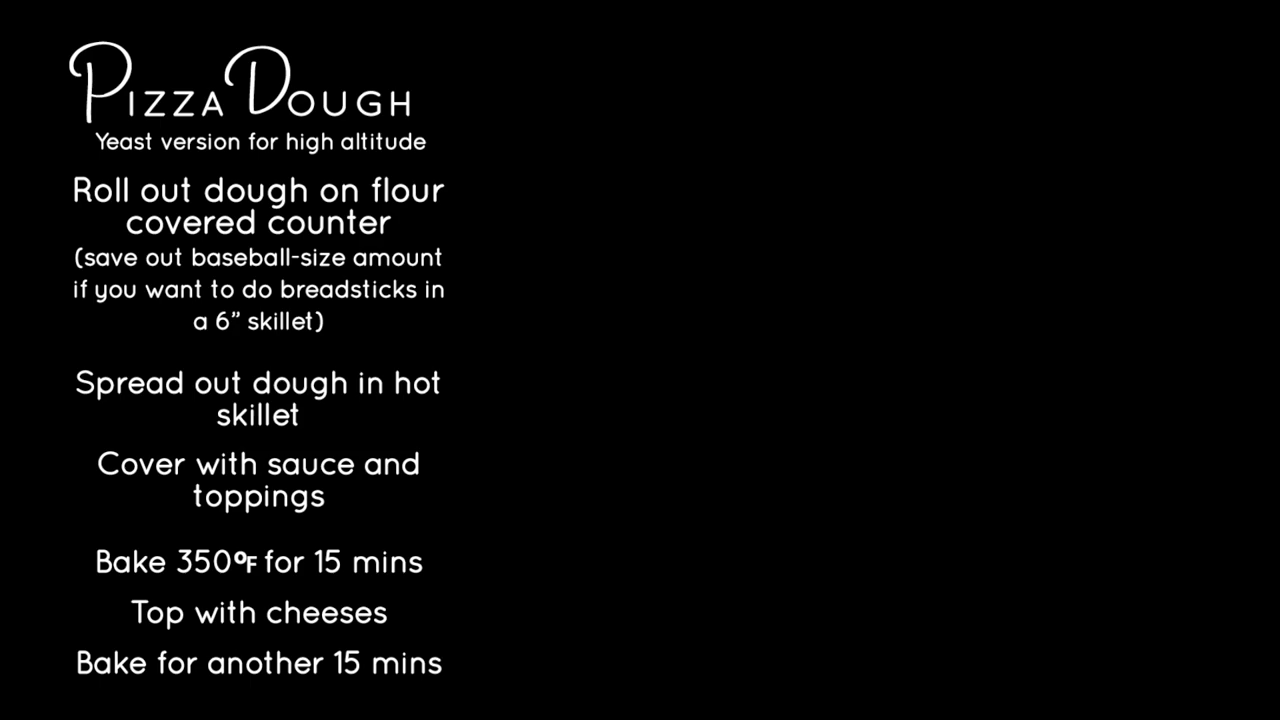 Pizza Dough
Yeast version for high altitude
Roll out dough on flour
covered counter
(save out baseball-size amount
if you want to do breadsticks in
a 6” skillet)
Spread out dough in hot
skillet
Cover with sauce and
toppings
Bake 350ºF for 15 mins
Top with cheeses
Bake for another 15 mins